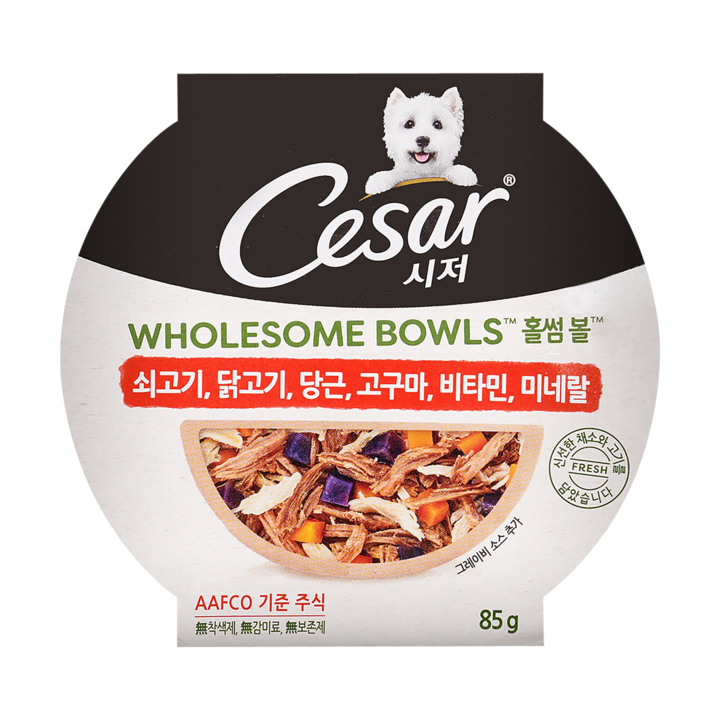 Cesar®
시저
WHOLESOME BOWLS™ 홀썸 볼™
쇠고기, 닭고기, 당근, 고구마, 비타민, 미네랄
신선한 채소와 고기를
FRESH
담았습니다
그레이비 소스 추가
AAFCO 기준 주식
無착색제, 無감미료, 無보존제
85 g